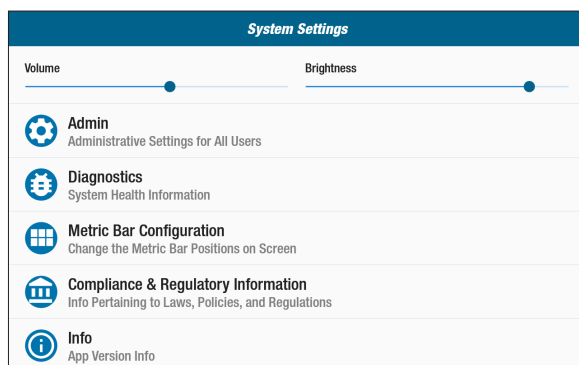 System Settings
Volume
Brightness
Admin
Administrative Settings for All Users
Diagnostics
System Health Information
Metric Bar Configuration
Change the Metric Bar Positions on Screen
Compliance & Regulatory Information
Info Pertaining to Laws, Policies, and Regulations
Info
App Version Info